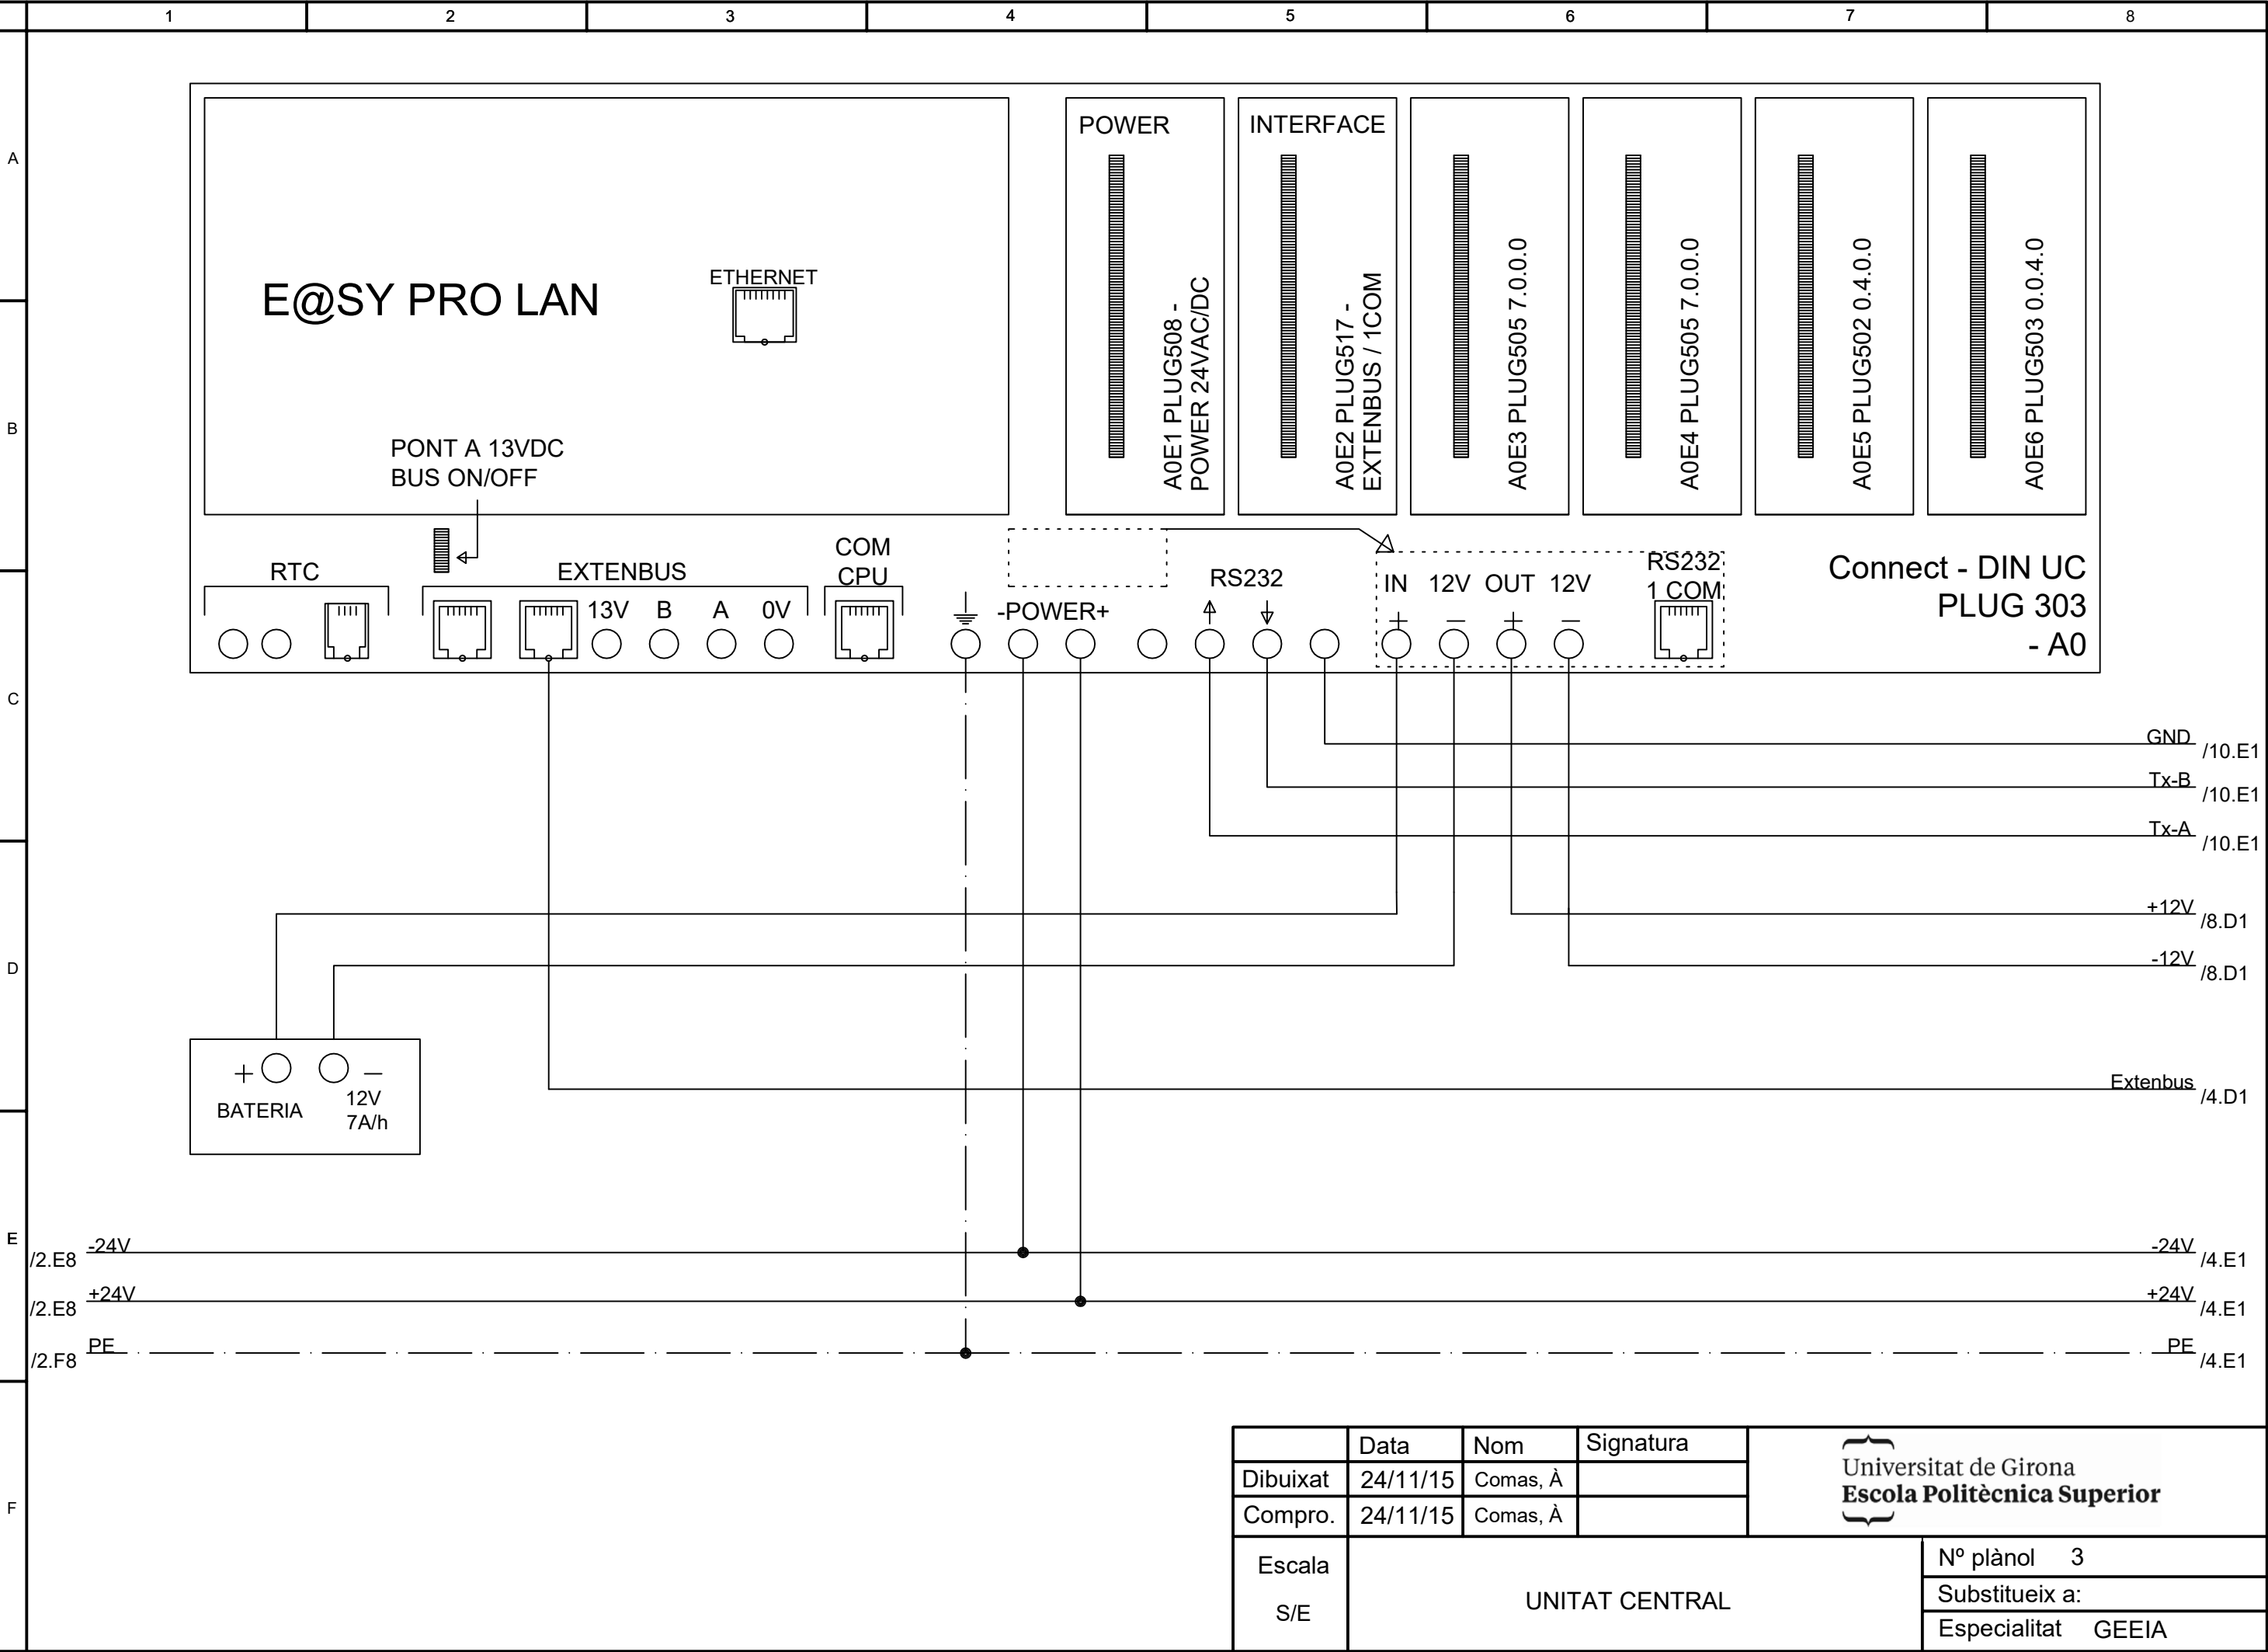 1 2 3 4 5 6 7 8
A
B
C
D
E
F
POWER
INTERFACE
A0E1 PLUG508 -
POWER 24VAC/DC
A0E2 PLUG517 -
EXTENBUS / 1COM
A0E3 PLUG505 7.0.0.0
A0E4 PLUG505 7.0.0.0
A0E5 PLUG502 0.4.0.0
A0E6 PLUG503 0.0.4.0
E@SY PRO LAN
ETHERNET
PONT A 13VDC
BUS ON/OFF
RTC
EXTENBUS
13V B A 0V
COM
CPU
-POWER+
RS232
IN 12V OUT 12V
+ − + −
RS232
1 COM
Connect - DIN UC
PLUG 303
- A0
GND /10.E1
Tx-B /10.E1
Tx-A /10.E1
+12V /8.D1
-12V /8.D1
+ −
BATERIA
12V
7A/h
Extenbus /4.D1
/2.E8 -24V -24V /4.E1
/2.E8 +24V +24V /4.E1
/2.F8 PE PE /4.E1
Data Nom Signatura
Dibuixat 24/11/15 Comas, À
Compro. 24/11/15 Comas, À
Universitat de Girona
Escola Politècnica Superior
Escala
S/E
UNITAT CENTRAL
Nº plànol 3
Substitueix a:
Especialitat GEEIA